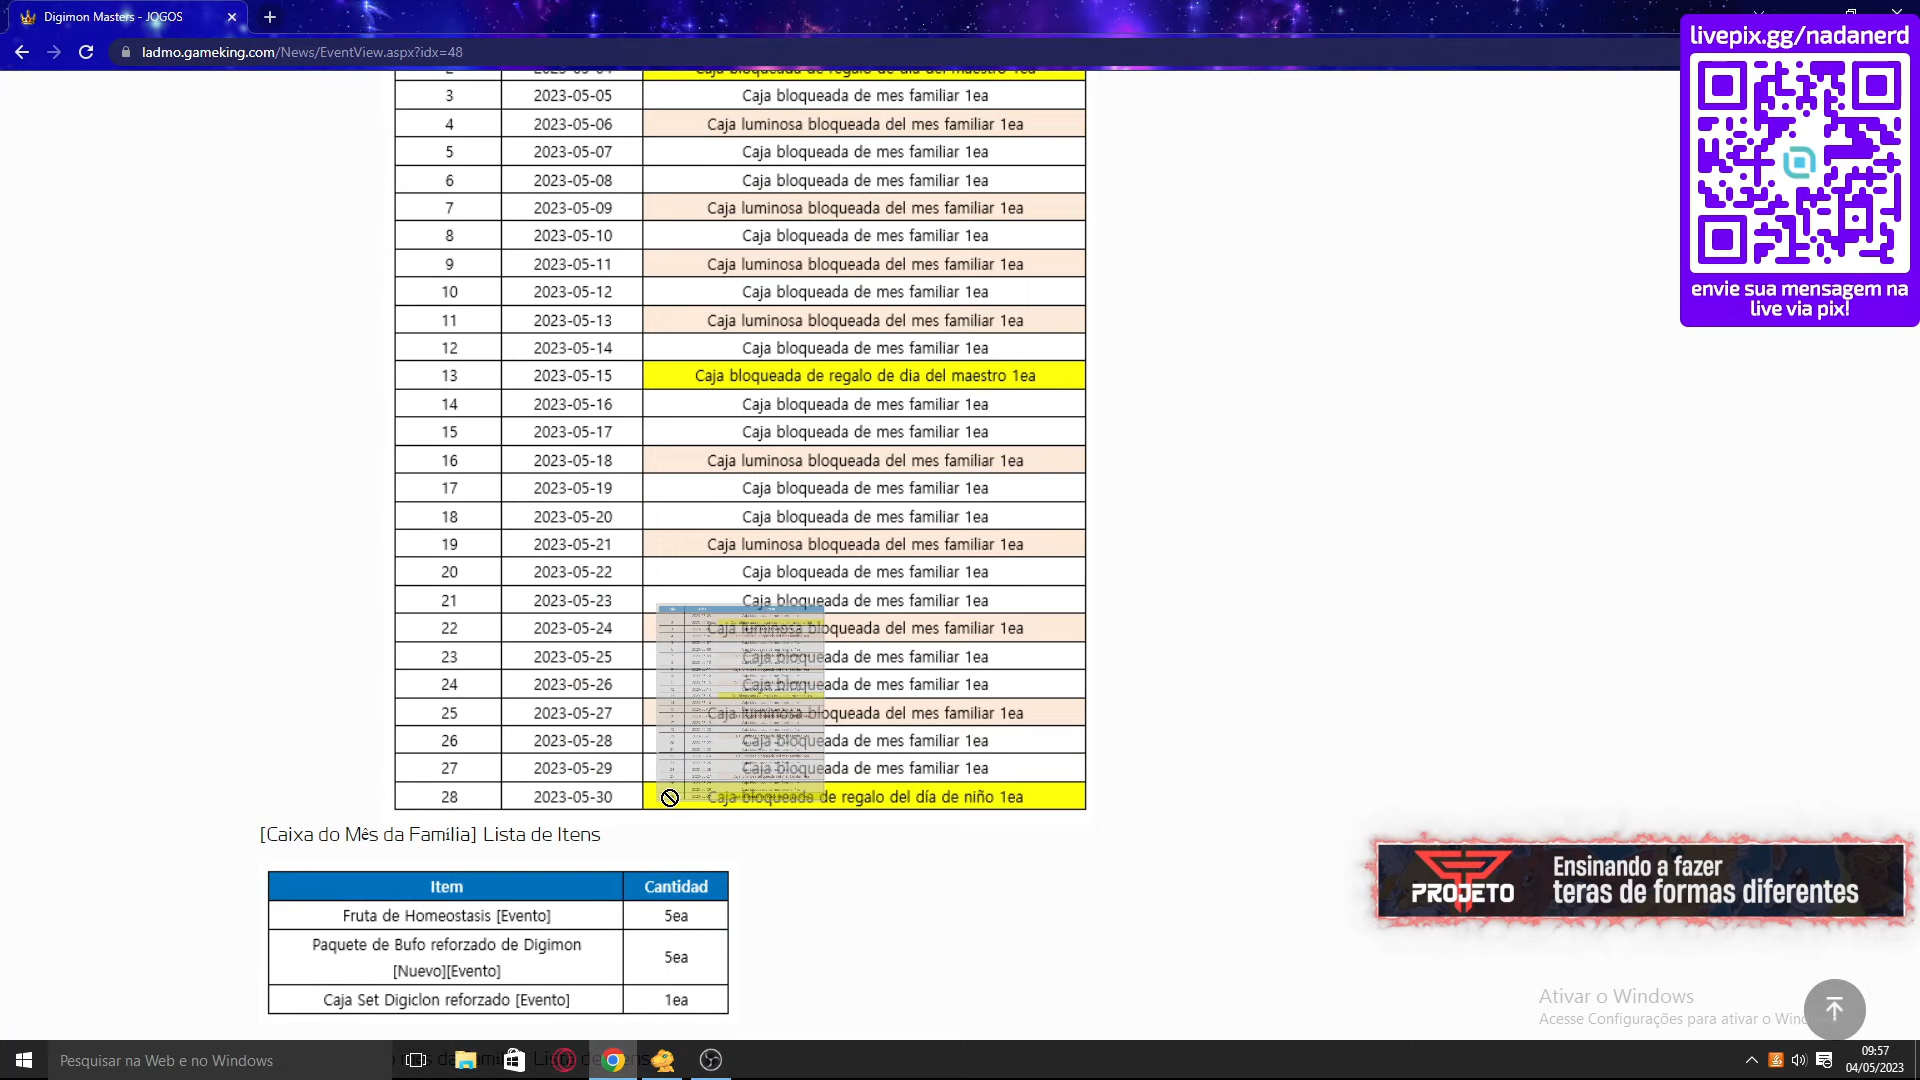 Digimon Masters - JOGOS
ladmo.gameking.com/News/EventView.aspx?idx=48
livepix.gg/nadanerd
envie sua mensagem na
live via pix!
2 2023-05-04 Caja bloqueada de regalo de dia del maestro 1ea
3 2023-05-05 Caja bloqueada de mes familiar 1ea
4 2023-05-06 Caja luminosa bloqueada del mes familiar 1ea
5 2023-05-07 Caja bloqueada de mes familiar 1ea
6 2023-05-08 Caja bloqueada de mes familiar 1ea
7 2023-05-09 Caja luminosa bloqueada del mes familiar 1ea
8 2023-05-10 Caja bloqueada de mes familiar 1ea
9 2023-05-11 Caja luminosa bloqueada del mes familiar 1ea
10 2023-05-12 Caja bloqueada de mes familiar 1ea
11 2023-05-13 Caja luminosa bloqueada del mes familiar 1ea
12 2023-05-14 Caja bloqueada de mes familiar 1ea
13 2023-05-15 Caja bloqueada de regalo de dia del maestro 1ea
14 2023-05-16 Caja bloqueada de mes familiar 1ea
15 2023-05-17 Caja bloqueada de mes familiar 1ea
16 2023-05-18 Caja luminosa bloqueada del mes familiar 1ea
17 2023-05-19 Caja bloqueada de mes familiar 1ea
18 2023-05-20 Caja bloqueada de mes familiar 1ea
19 2023-05-21 Caja luminosa bloqueada del mes familiar 1ea
20 2023-05-22 Caja bloqueada de mes familiar 1ea
21 2023-05-23 Caja bloqueada de mes familiar 1ea
22 2023-05-24 Caja luminosa bloqueada del mes familiar 1ea
23 2023-05-25 Caja bloqueada de mes familiar 1ea
24 2023-05-26 Caja bloqueada de mes familiar 1ea
25 2023-05-27 Caja luminosa bloqueada del mes familiar 1ea
26 2023-05-28 Caja bloqueada de mes familiar 1ea
27 2023-05-29 Caja bloqueada de mes familiar 1ea
28 2023-05-30 Caja bloqueada de regalo del día de niño 1ea
[Caixa do Mês da Família] Lista de Itens
Item Cantidad
Fruta de Homeostasis [Evento] 5ea
Paquete de Bufo reforzado de Digimon
[Nuevo][Evento] 5ea
Caja Set Digiclon reforzado [Evento] 1ea
PROJETO
Ensinando a fazer
teras de formas diferentes
Ativar o Windows
Acesse Configurações para ativar o Win
Pesquisar na Web e no Windows
09:57
04/05/2023